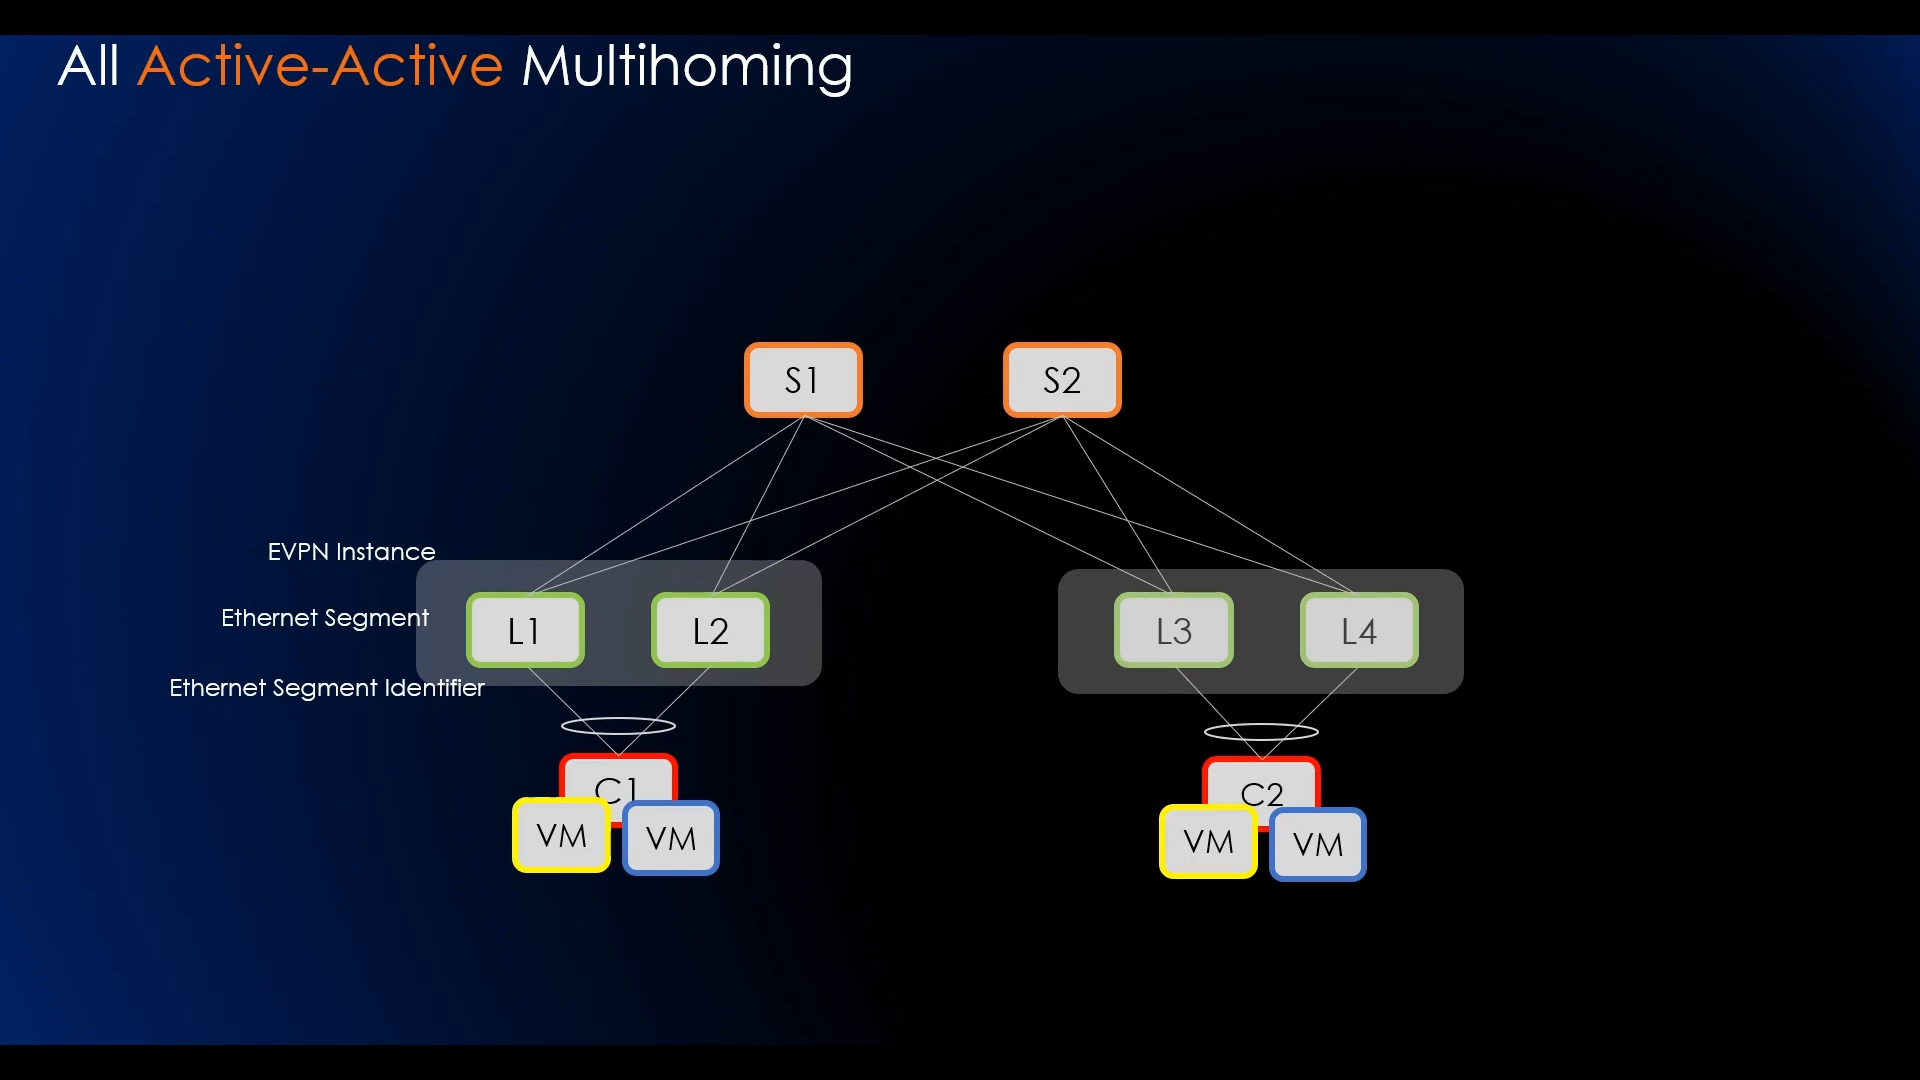 All Active-Active Multihoming
S1
S2
EVPN Instance
Ethernet Segment
L1
L2
L3
L4
Ethernet Segment Identifier
C1
C2
VM
VM
VM
VM